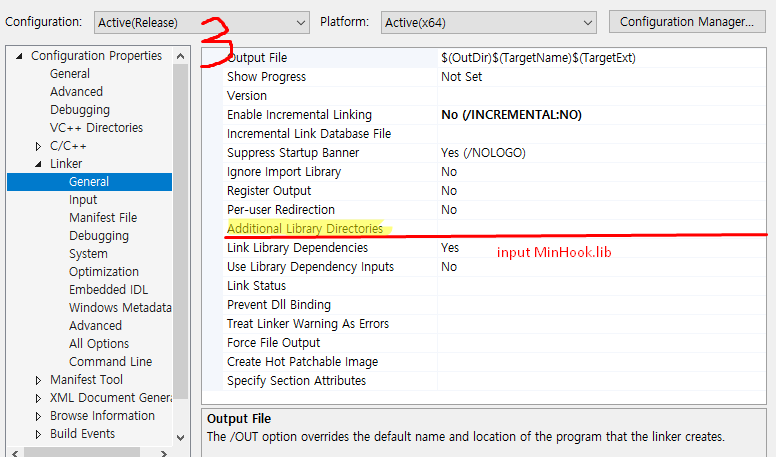 Configuration: Active(Release) Platform: Active(x64) Configuration Manager...
3
Configuration Properties
General
Advanced
Debugging
VC++ Directories
C/C++
Linker
General
Input
Manifest File
Debugging
System
Optimization
Embedded IDL
Windows Metadata
Advanced
All Options
Command Line
Manifest Tool
XML Document Genera
Browse Information
Build Events
Output File $(OutDir)$(TargetName)$(TargetExt)
Show Progress Not Set
Version
Enable Incremental Linking No (/INCREMENTAL:NO)
Incremental Link Database File
Suppress Startup Banner Yes (/NOLOGO)
Ignore Import Library No
Register Output No
Per-user Redirection No
Additional Library Directories
Link Library Dependencies Yes
input MinHook.lib
Use Library Dependency Inputs No
Link Status
Prevent Dll Binding
Treat Linker Warning As Errors
Force File Output
Create Hot Patchable Image
Specify Section Attributes
Output File
The /OUT option overrides the default name and location of the program that the linker creates.